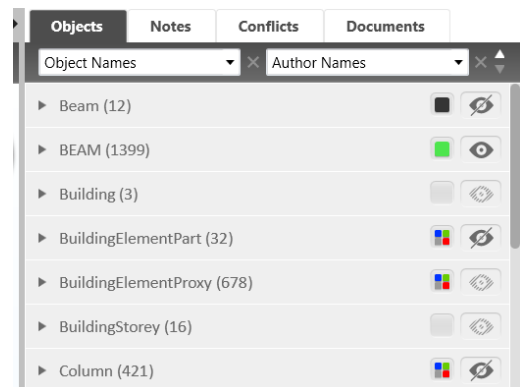 Objects Notes Conflicts Documents
Object Names Author Names
Beam (12)
BEAM (1399)
Building (3)
BuildingElementPart (32)
BuildingElementProxy (678)
BuildingStorey (16)
Column (421)